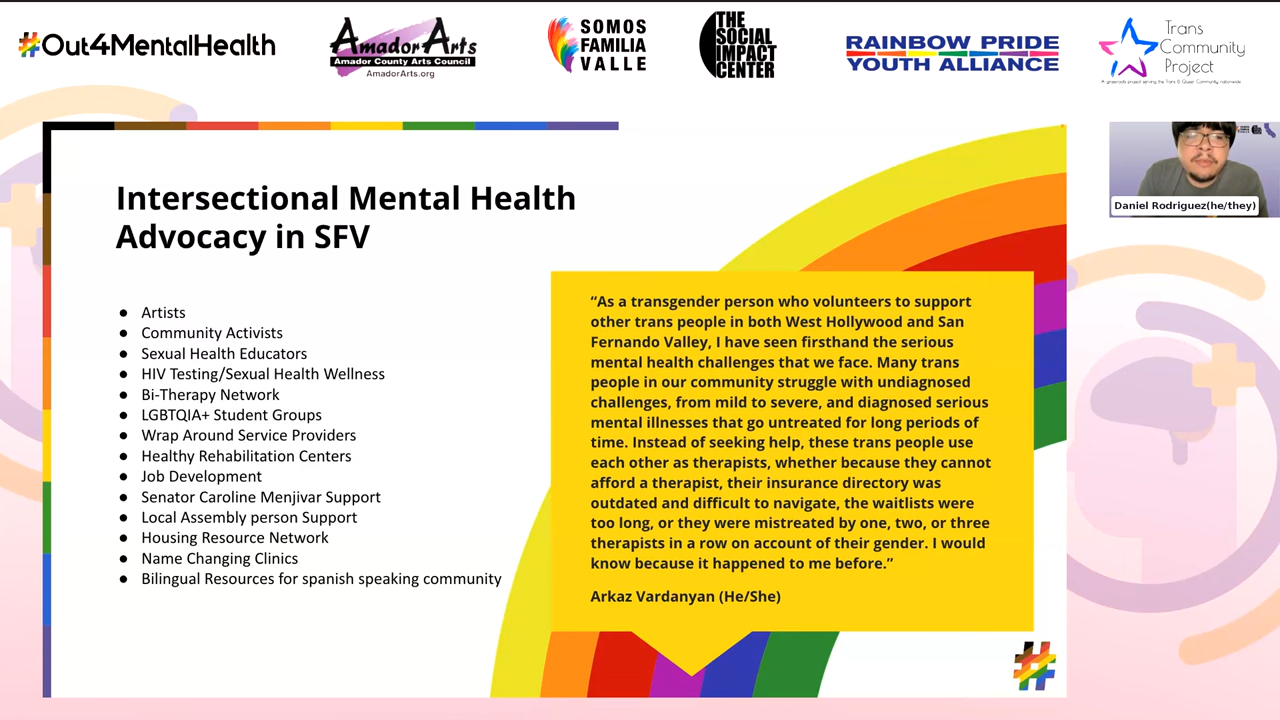 #Out4MentalHealth
AmadorArts
Amador County Arts Council
AmadorArts.org
SOMOS
FAMILIA
VALLE
THE
SOCIAL
IMPACT
CENTER
RAINBOW PRIDE
YOUTH ALLIANCE
Trans
Community
Project
A grassroots project serving the Trans & Queer Community nationwide
Daniel Rodriguez(he/they)
Intersectional Mental Health
Advocacy in SFV
● Artists
● Community Activists
● Sexual Health Educators
● HIV Testing/Sexual Health Wellness
● Bi-Therapy Network
● LGBTQIA+ Student Groups
● Wrap Around Service Providers
● Healthy Rehabilitation Centers
● Job Development
● Senator Caroline Menjivar Support
● Local Assembly person Support
● Housing Resource Network
● Name Changing Clinics
● Bilingual Resources for spanish speaking community
“As a transgender person who volunteers to support
other trans people in both West Hollywood and San
Fernando Valley, I have seen firsthand the serious
mental health challenges that we face. Many trans
people in our community struggle with undiagnosed
challenges, from mild to severe, and diagnosed serious
mental illnesses that go untreated for long periods of
time. Instead of seeking help, these trans people use
each other as therapists, whether because they cannot
afford a therapist, their insurance directory was
outdated and difficult to navigate, the waitlists were
too long, or they were mistreated by one, two, or three
therapists in a row on account of their gender. I would
know because it happened to me before.”
Arkaz Vardanyan (He/She)
#